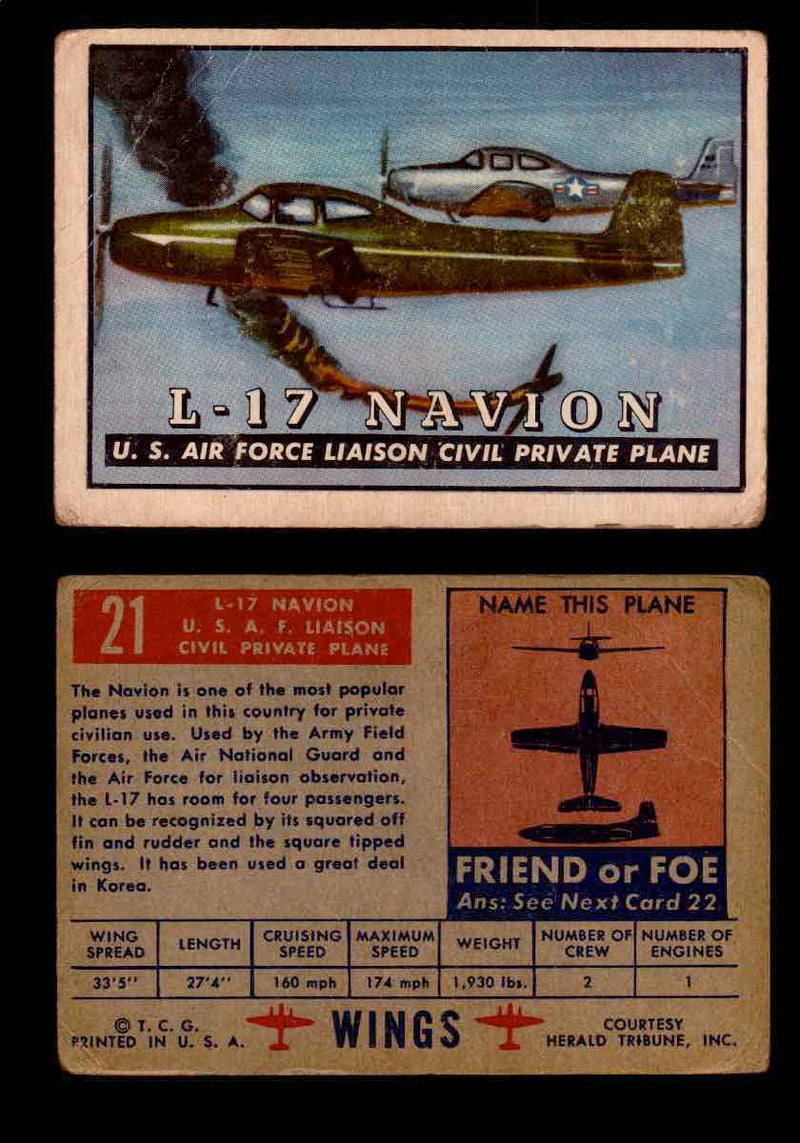 L-17 NAVION
U. S. AIR FORCE LIAISON CIVIL PRIVATE PLANE
21
L-17 NAVION
U. S. A. F. LIAISON
CIVIL PRIVATE PLANE
The Navion is one of the most popular
planes used in this country for private
civilian use. Used by the Army Field
Forces, the Air National Guard and
the Air Force for liaison observation,
the L-17 has room for four passengers.
It can be recognized by its squared off
fin and rudder and the square tipped
wings. It has been used a great deal
in Korea.
NAME THIS PLANE
FRIEND or FOE
Ans: See Next Card 22
WING SPREAD LENGTH CRUISING SPEED MAXIMUM SPEED WEIGHT NUMBER OF CREW NUMBER OF ENGINES
33'5'' 27'4'' 160 mph 174 mph 1,930 lbs. 2 1
© T. C. G.
PRINTED IN U. S. A.
WINGS
COURTESY
HERALD TRIBUNE, INC.